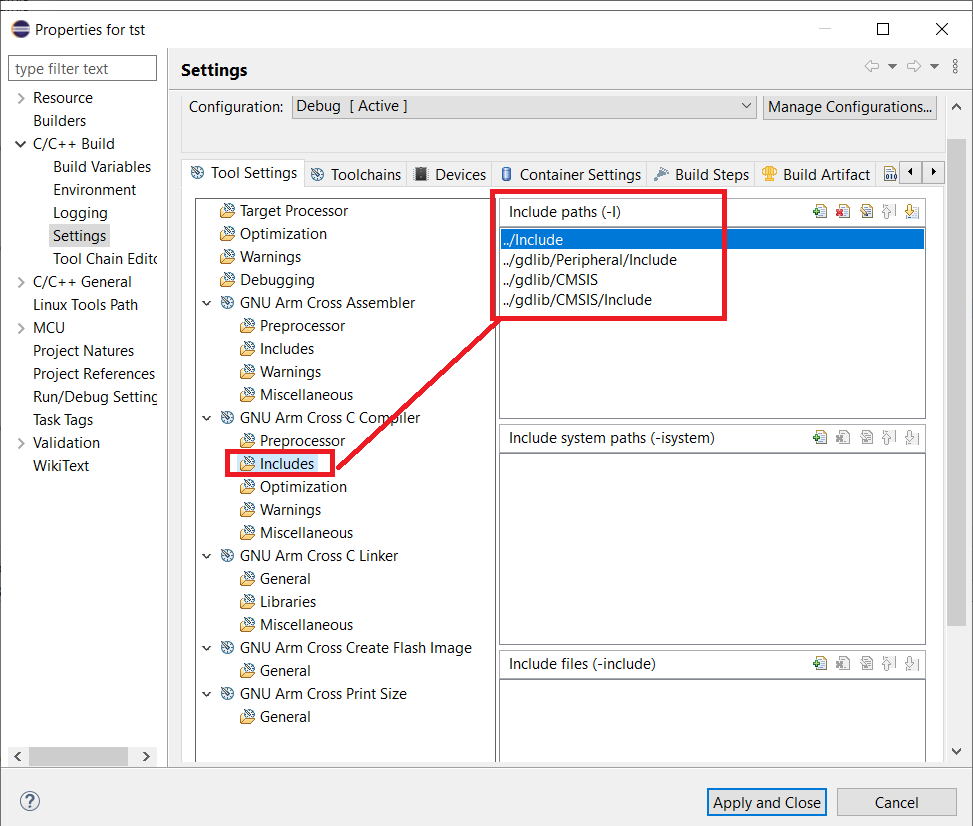 Properties for tst
type filter text
Resource
Builders
C/C++ Build
Build Variables
Environment
Logging
Settings
Tool Chain Edito
C/C++ General
Linux Tools Path
MCU
Project Natures
Project References
Run/Debug Setting
Task Tags
Validation
WikiText
Settings
Configuration: Debug [ Active ] Manage Configurations...
Tool Settings Toolchains Devices Container Settings Build Steps Build Artifact
Target Processor
Optimization
Warnings
Debugging
GNU Arm Cross Assembler
Preprocessor
Includes
Warnings
Miscellaneous
GNU Arm Cross C Compiler
Preprocessor
Includes
Optimization
Warnings
Miscellaneous
GNU Arm Cross C Linker
General
Libraries
Miscellaneous
GNU Arm Cross Create Flash Image
General
GNU Arm Cross Print Size
General
Include paths (-I)
../Include
../gdlib/Peripheral/Include
../gdlib/CMSIS
../gdlib/CMSIS/Include
Include system paths (-isystem)
Include files (-include)
? Apply and Close Cancel